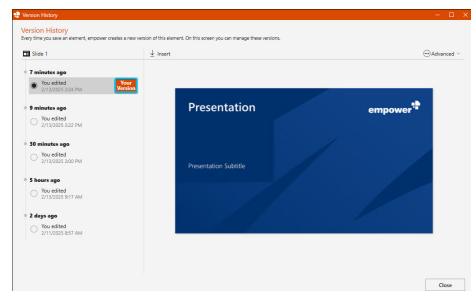 Version History
Version History
Every time you save an element, empower creates a new version of this element. On this screen you can manage these versions.
Slide 1
Insert
Advanced
7 minutes ago
You edited
2/13/2025 3:24 PM
Your
Version
9 minutes ago
You edited
2/13/2025 3:22 PM
30 minutes ago
You edited
2/13/2025 3:00 PM
5 hours ago
You edited
2/13/2025 9:17 AM
2 days ago
You edited
2/11/2025 8:57 AM
Presentation
empower
Presentation Subtitle
Close